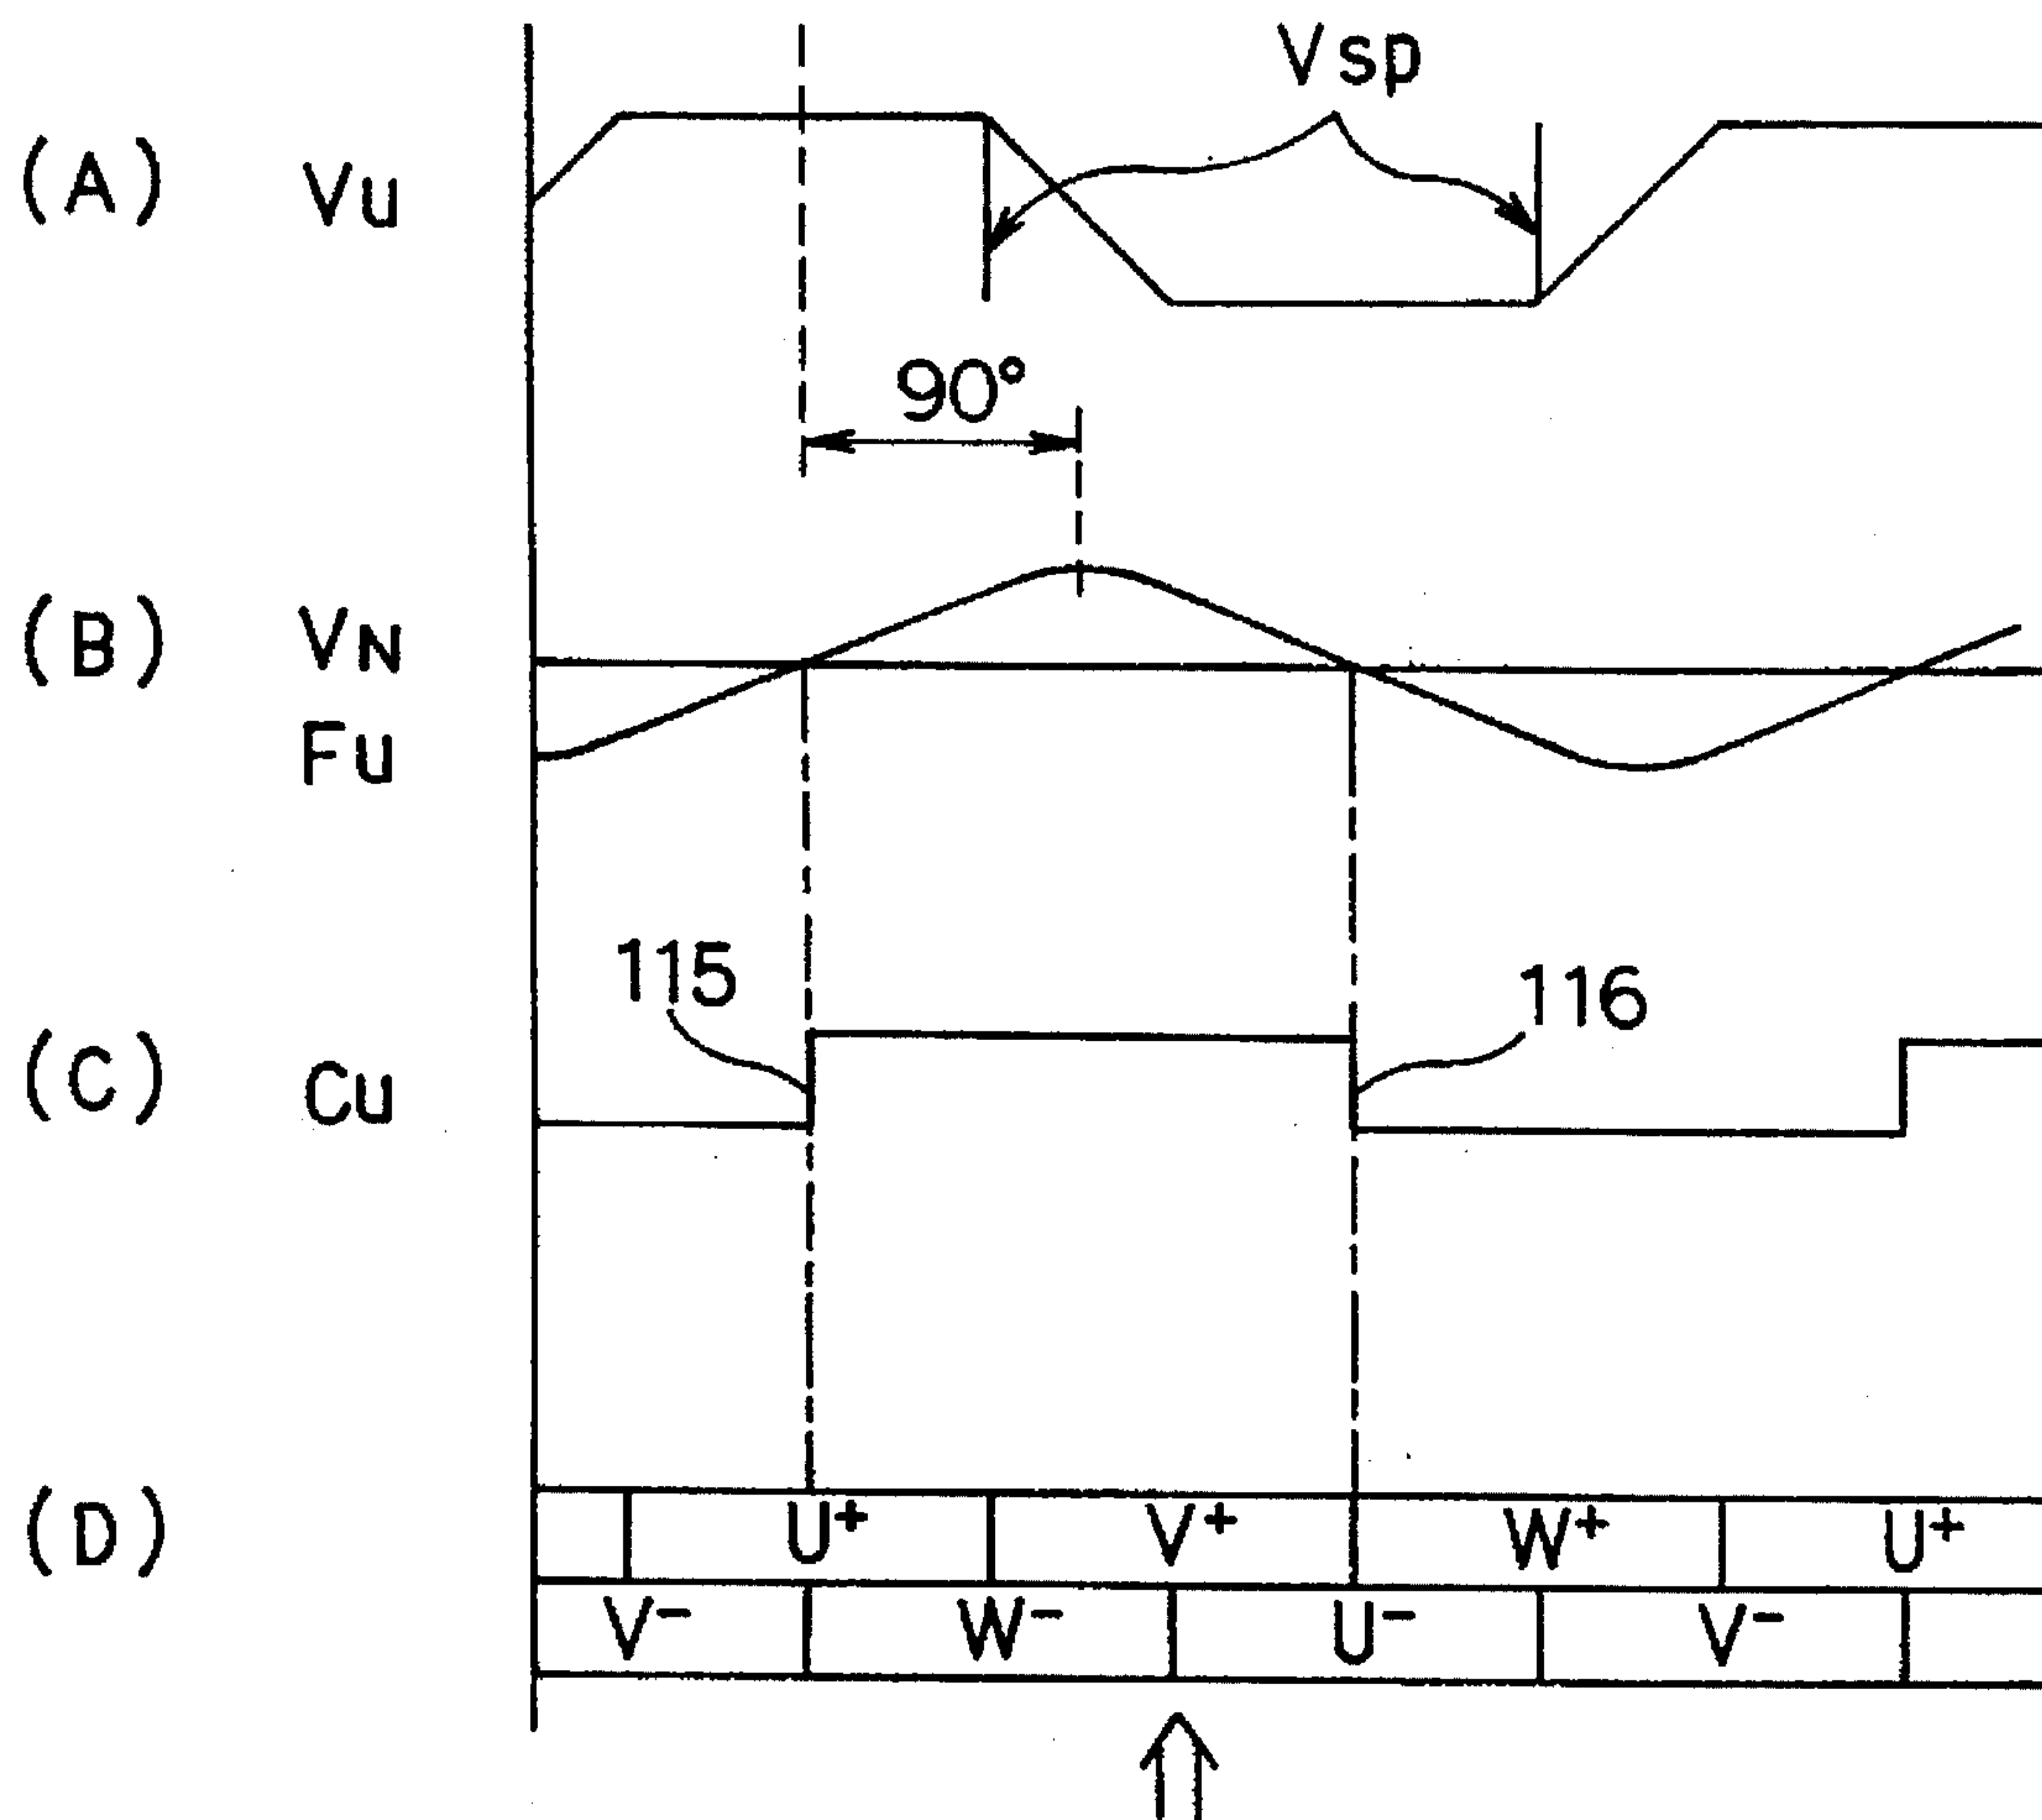 Vsp
(A) Vu
90°
(B) VN
Fu
115
116
(C) Cu
(D) U+ V+ W+ U+
V- W- U- V-